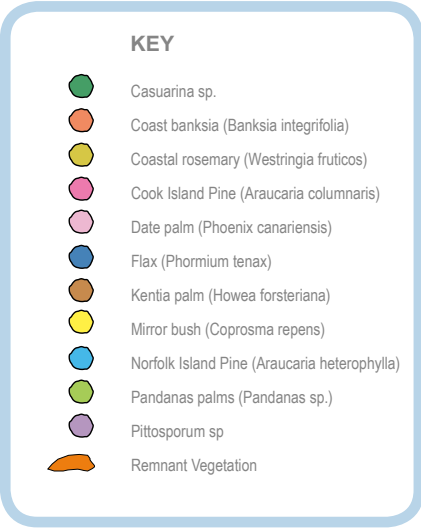 KEY
Casuarina sp.
Coast banksia (Banksia integrifolia)
Coastal rosemary (Westringia fruticos)
Cook Island Pine (Araucaria columnaris)
Date palm (Phoenix canariensis)
Flax (Phormium tenax)
Kentia palm (Howea forsteriana)
Mirror bush (Coprosma repens)
Norfolk Island Pine (Araucaria heterophylla)
Pandanas palms (Pandanas sp.)
Pittosporum sp
Remnant Vegetation